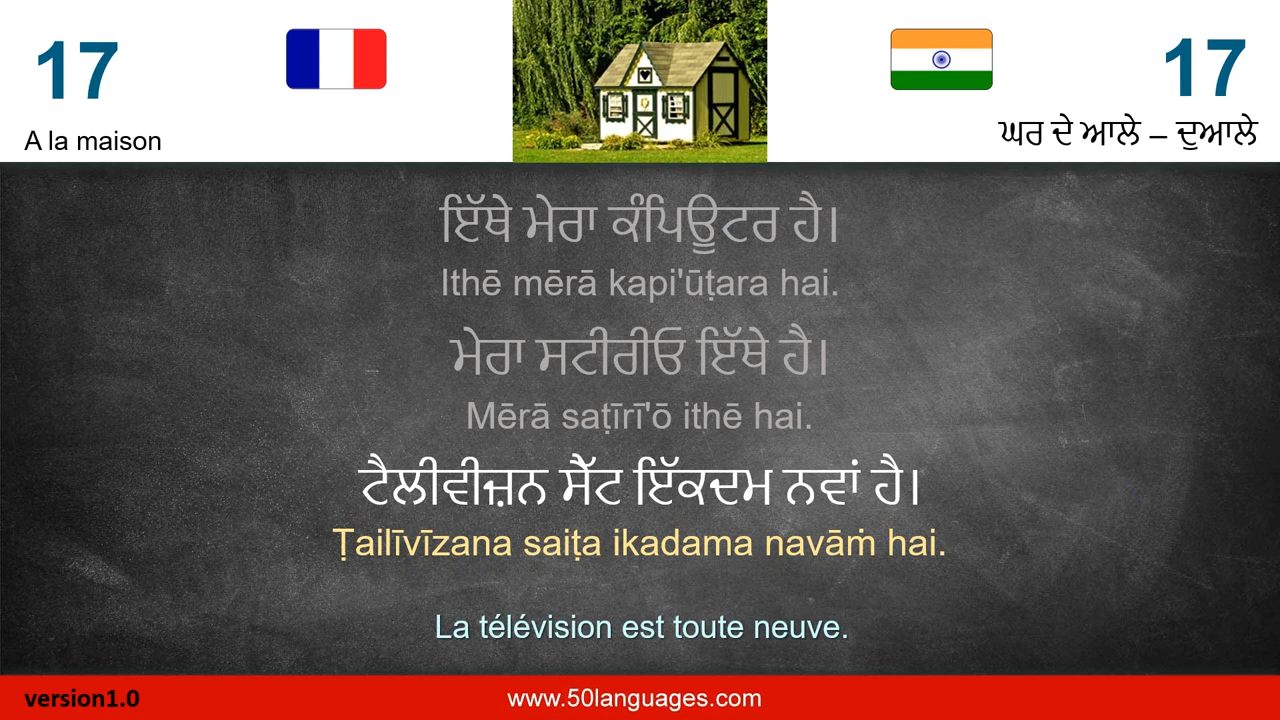 17
17
A la maison
ਘਰ ਦੇ ਆਲੇ – ਦੁਆਲੇ
ਇੱਥੇ ਮੇਰਾ ਕੰਪਿਊਟਰ ਹੈ।
Ithē mērā kapi'ūṭara hai.
ਮੇਰਾ ਸਟੀਰੀਓ ਇੱਥੇ ਹੈ।
Mērā saṭīrī'ō ithē hai.
ਟੈਲੀਵੀਜ਼ਨ ਸੈੱਟ ਇੱਕਦਮ ਨਵਾਂ ਹੈ।
Ṭailīvīzana saiṭa ikadama navāṁ hai.
La télévision est toute neuve.
version1.0
www.50languages.com